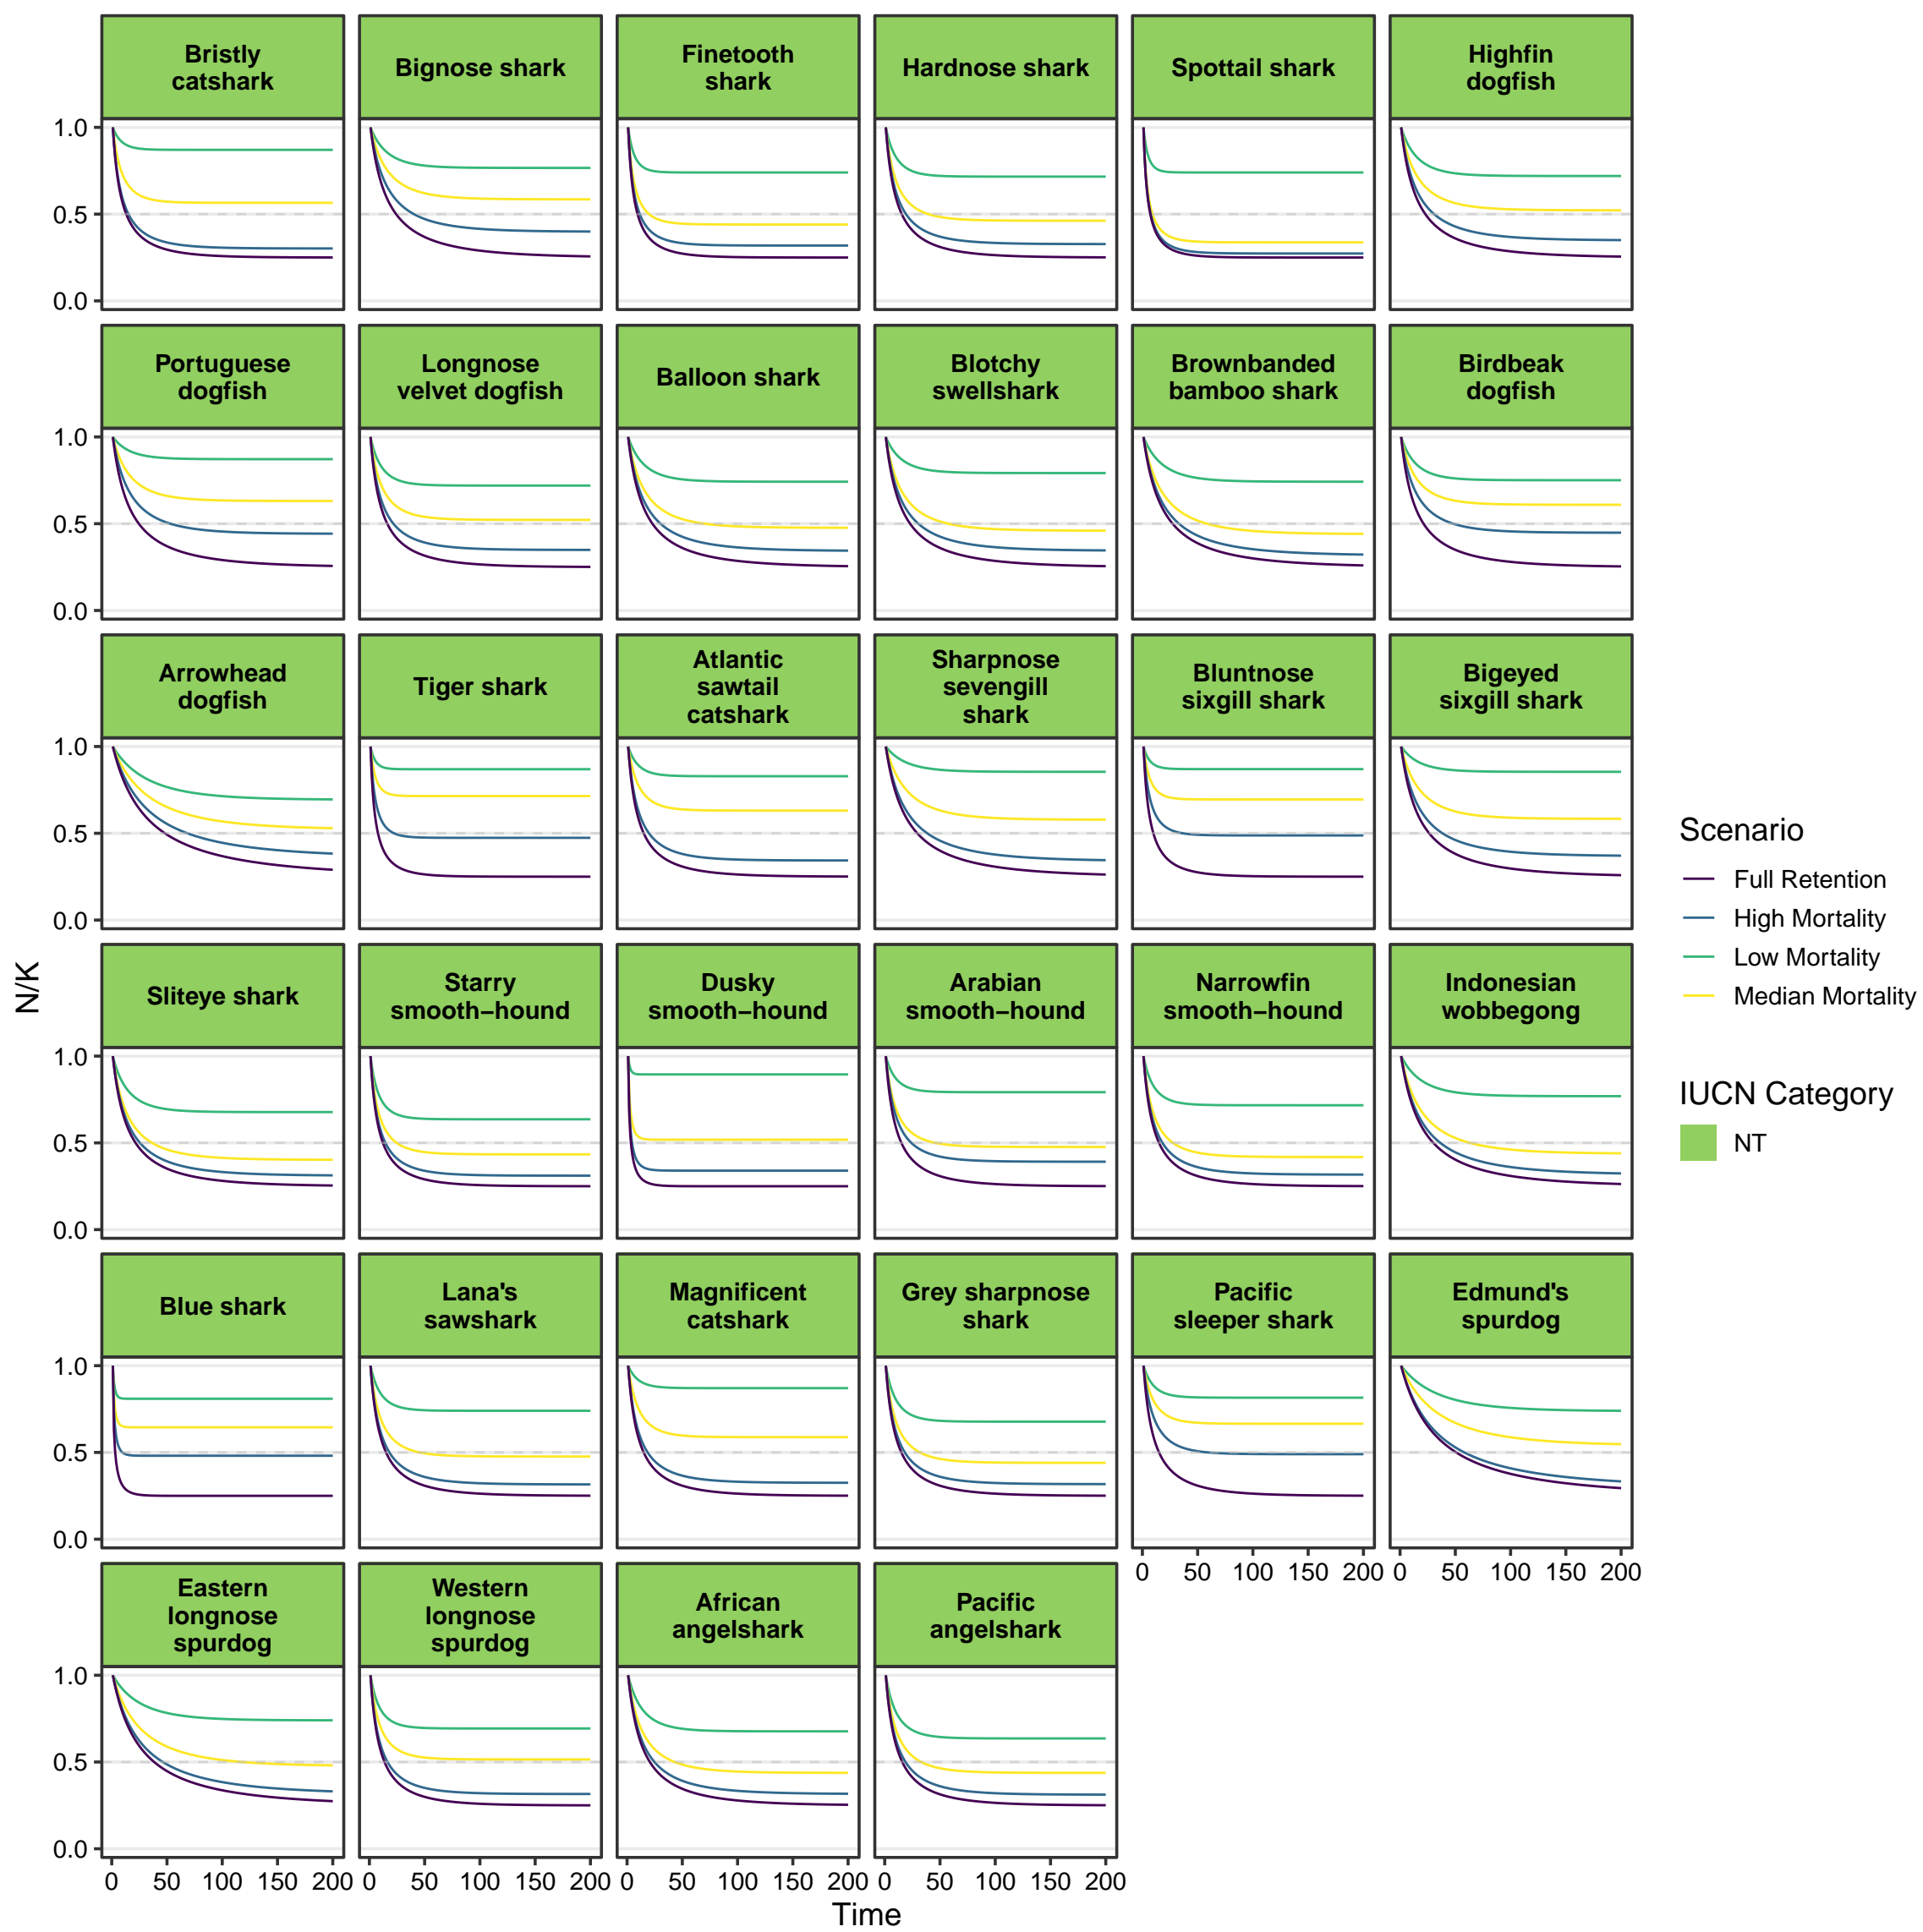 Bristly
catshark
Bignose shark
Finetooth
shark
Hardnose shark
Spottail shark
Highfin
dogfish
1.0
0.5
0.0
Portuguese
dogfish
Longnose
velvet dogfish
Balloon shark
Blotchy
swellshark
Brownbanded
bamboo shark
Birdbeak
dogfish
1.0
0.5
0.0
Arrowhead
dogfish
Tiger shark
Atlantic
sawtail
catshark
Sharpnose
sevengill
shark
Bluntnose
sixgill shark
Bigeyed
sixgill shark
1.0
0.5
0.0
Sliteye shark
Starry
smooth−hound
Dusky
smooth−hound
Arabian
smooth−hound
Narrowfin
smooth−hound
Indonesian
wobbegong
1.0
0.5
0.0
Blue shark
Lana's
sawshark
Magnificent
catshark
Grey sharpnose
shark
Pacific
sleeper shark
Edmund's
spurdog
1.0
0.5
0.0
0 50 100 150 200
0 50 100 150 200
Eastern
longnose
spurdog
Western
longnose
spurdog
African
angelshark
Pacific
angelshark
1.0
0.5
0.0
0 50 100 150 200
0 50 100 150 200
0 50 100 150 200
0 50 100 150 200
Time
N/K
Scenario
Full Retention
High Mortality
Low Mortality
Median Mortality
IUCN Category
NT